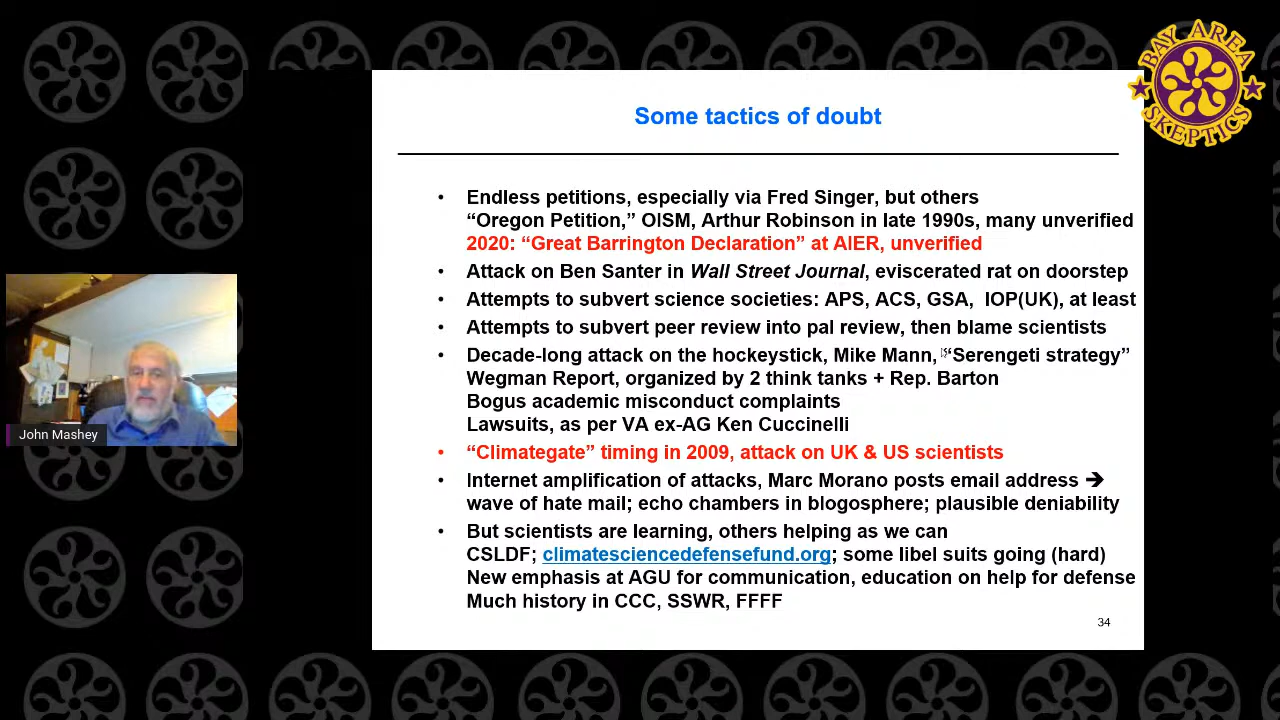 BAY AREA
SKEPTICS
Some tactics of doubt
• Endless petitions, especially via Fred Singer, but others
“Oregon Petition,” OISM, Arthur Robinson in late 1990s, many unverified
2020: “Great Barrington Declaration” at AIER, unverified
• Attack on Ben Santer in Wall Street Journal, eviscerated rat on doorstep
• Attempts to subvert science societies: APS, ACS, GSA, IOP(UK), at least
• Attempts to subvert peer review into pal review, then blame scientists
• Decade-long attack on the hockeystick, Mike Mann, “Serengeti strategy”
Wegman Report, organized by 2 think tanks + Rep. Barton
Bogus academic misconduct complaints
Lawsuits, as per VA ex-AG Ken Cuccinelli
• “Climategate” timing in 2009, attack on UK & US scientists
• Internet amplification of attacks, Marc Morano posts email address ➔
wave of hate mail; echo chambers in blogosphere; plausible deniability
• But scientists are learning, others helping as we can
CSLDF; climatesciencedefensefund.org; some libel suits going (hard)
New emphasis at AGU for communication, education on help for defense
Much history in CCC, SSWR, FFFF
34
John Mashey